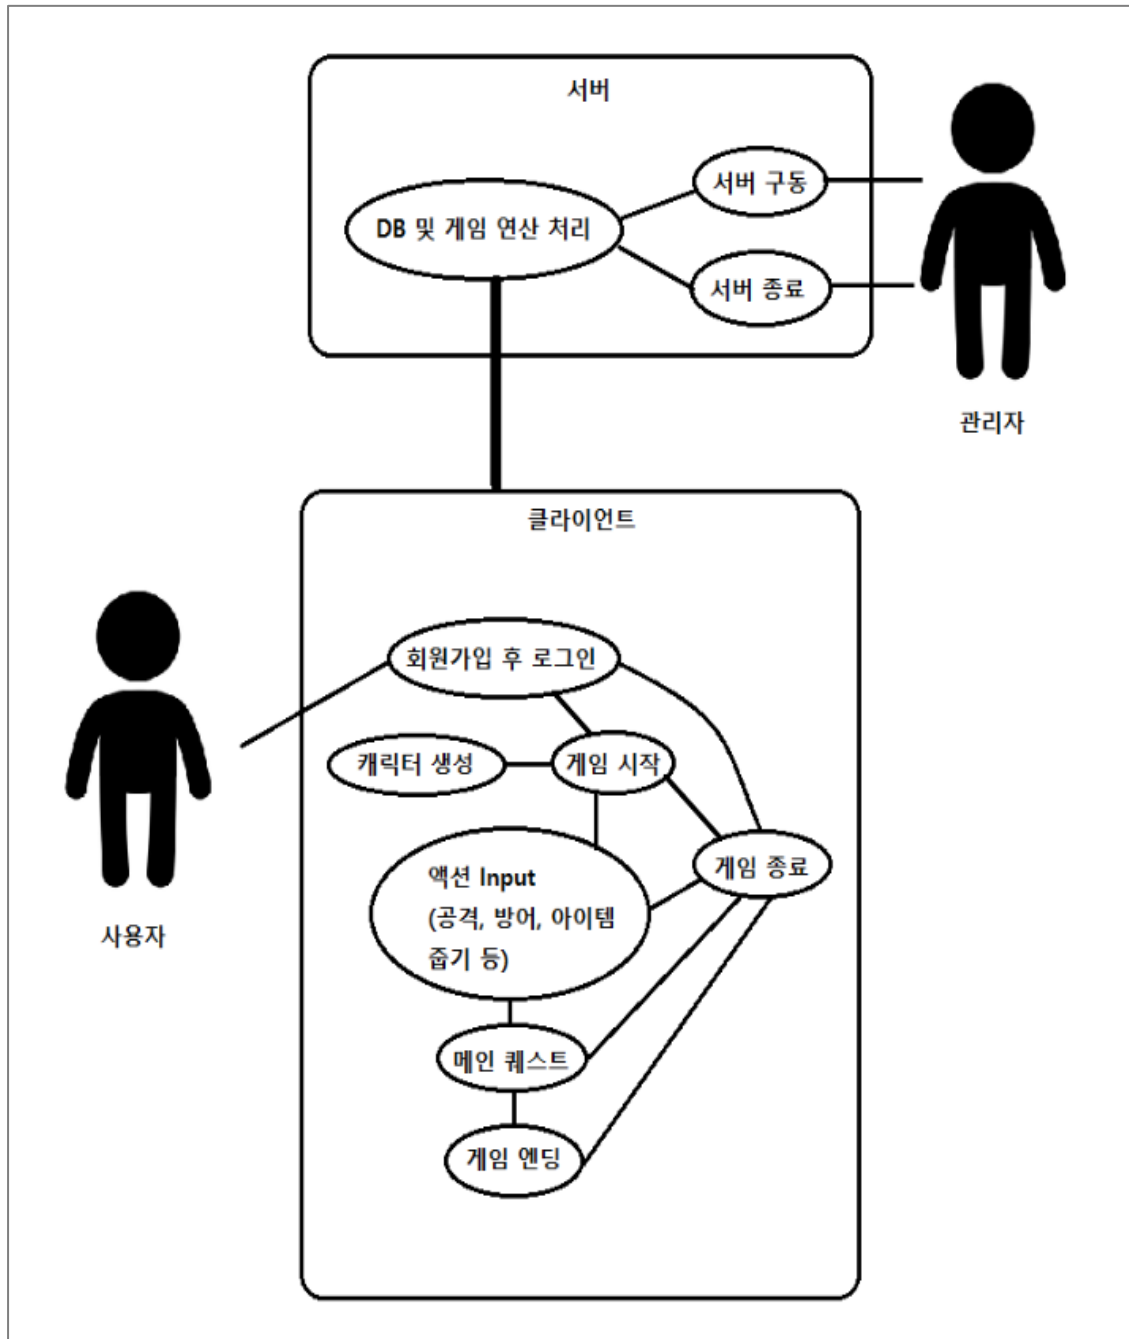 서버
서버 구동
DB 및 게임 연산 처리
서버 종료
관리자
클라이언트
회원가입 후 로그인
캐릭터 생성
게임 시작
게임 종료
액션 Input
(공격, 방어, 아이템
줍기 등)
사용자
메인 퀘스트
게임 엔딩